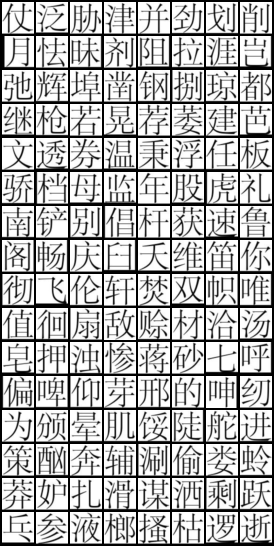 仗泛胁津并劲划削
月怯昧剂阻拉涯岂
弛辉埠凿钢捌琼都
继枪若晃荐萎建芭
文透券温秉浮任板
骄档母监年股虎礼
南铲别倡杆获速鲁
阁畅庆臼夭维笛你
彻飞伦轩焚双帜唯
值徊扇敌赊材洽汤
皂押浊惨蒋砂七呼
偏啤仰芽邢的呻纫
为颁晕肌馁陡舵进
策酗奔辅涮偷娄蛉
莽妒扎滑谋洒剩跃
乓参液榔搔枯逻逝